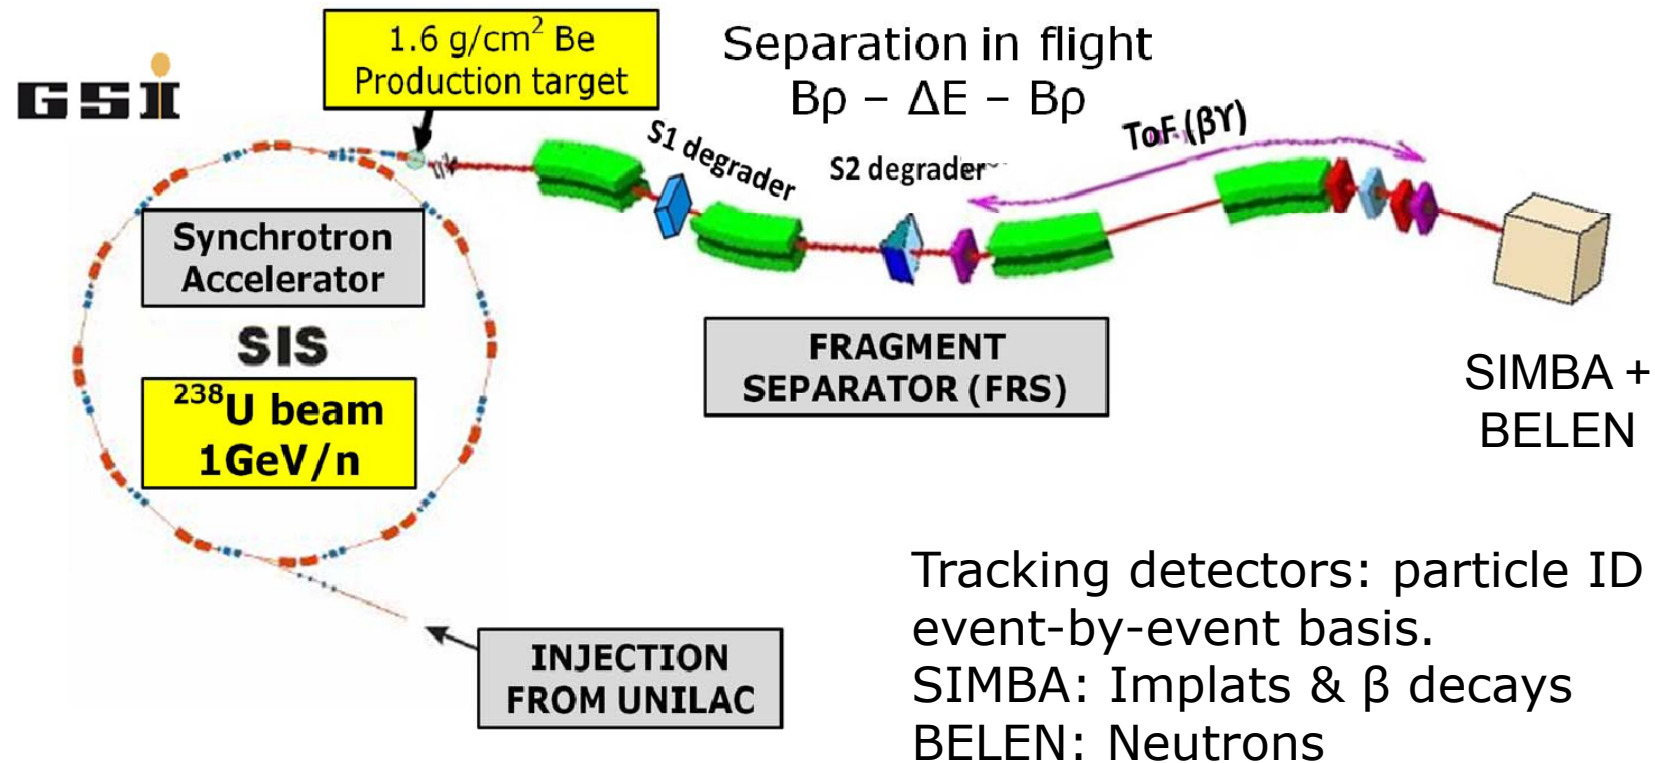 GSI
1.6 g/cm² Be
Production target
Separation in flight
Bρ – ΔE – Bρ
S1 degrader
S2 degrader
ToF (βγ)
Synchrotron
Accelerator
SIS
²³⁸U beam
1GeV/n
FRAGMENT
SEPARATOR (FRS)
SIMBA +
BELEN
INJECTION
FROM UNILAC
Tracking detectors: particle ID
event-by-event basis.
SIMBA: Implats & β decays
BELEN: Neutrons